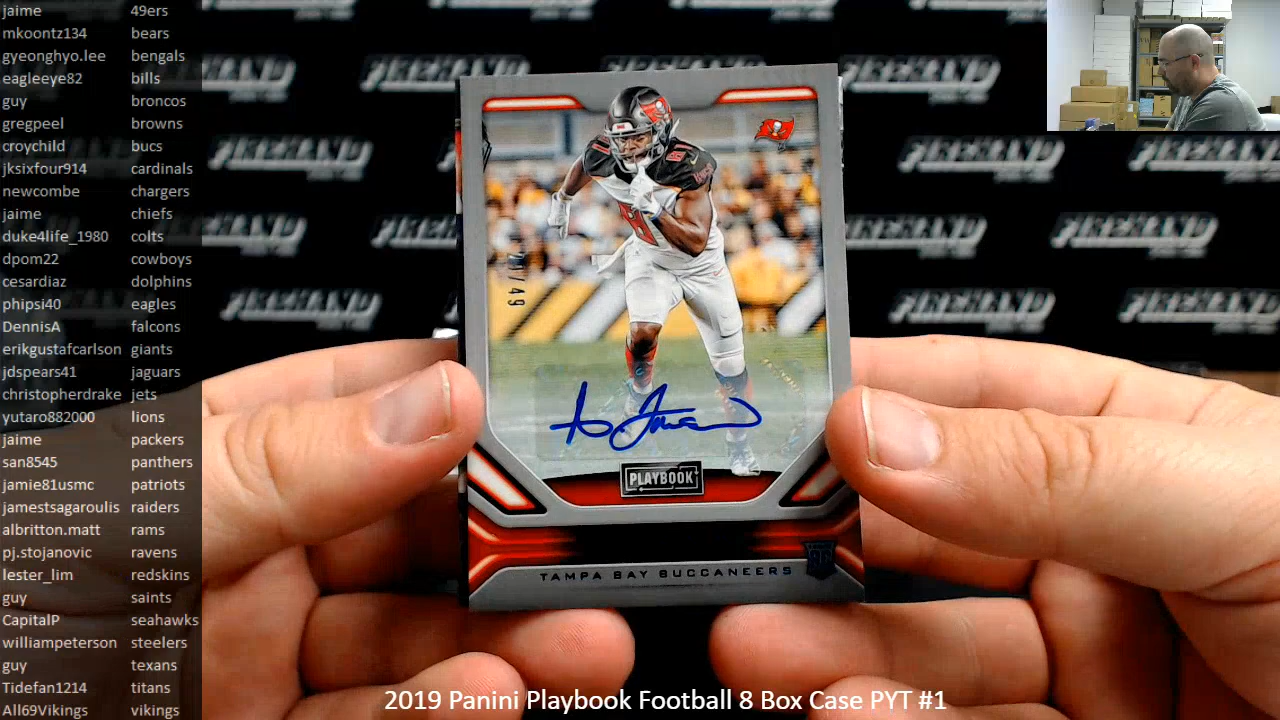 jaime 49ers
mkoontz134 bears
gyeonghyo.lee bengals
eagleeye82 bills
guy broncos
gregpeel browns
croychild bucs
jksixfour914 cardinals
newcombe chargers
jaime chiefs
duke4life_1980 colts
dpom22 cowboys
cesardiaz dolphins
phipsi40 eagles
DennisA falcons
erikgustafcarlson giants
jdspears41 jaguars
christopherdrake jets
yutaro882000 lions
jaime packers
san8545 panthers
jamie81usmc patriots
jamestsagaroulis raiders
albritton.matt rams
pj.stojanovic ravens
lester_lim redskins
guy saints
CapitalP seahawks
williampeterson steelers
guy texans
Tidefan1214 titans
All69Vikings vikings
FIREHAND
/49
PLAYBOOK
TAMPA BAY BUCCANEERS
2019 Panini Playbook Football 8 Box Case PYT #1